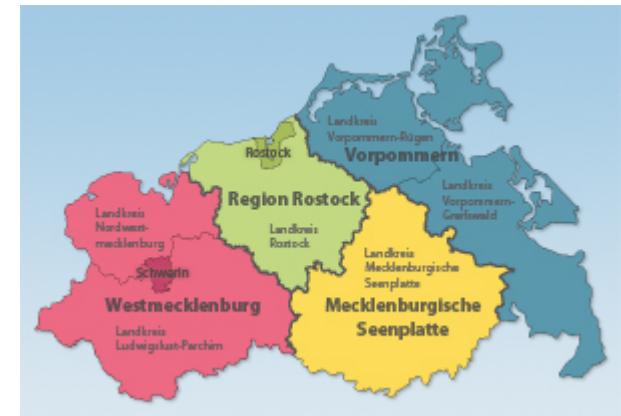 Landkreis
Vorpommern-Rügen
Vorpommern
Rostock
Landkreis
Vorpommern-
Greifswald
Region Rostock
Landkreis
Rostock
Landkreis
Nordwest-
mecklenburg
Landkreis
Mecklenburgische
Seenplatte
Schwerin
Westmecklenburg
Mecklenburgische
Seenplatte
Landkreis
Ludwigslust-Parchim